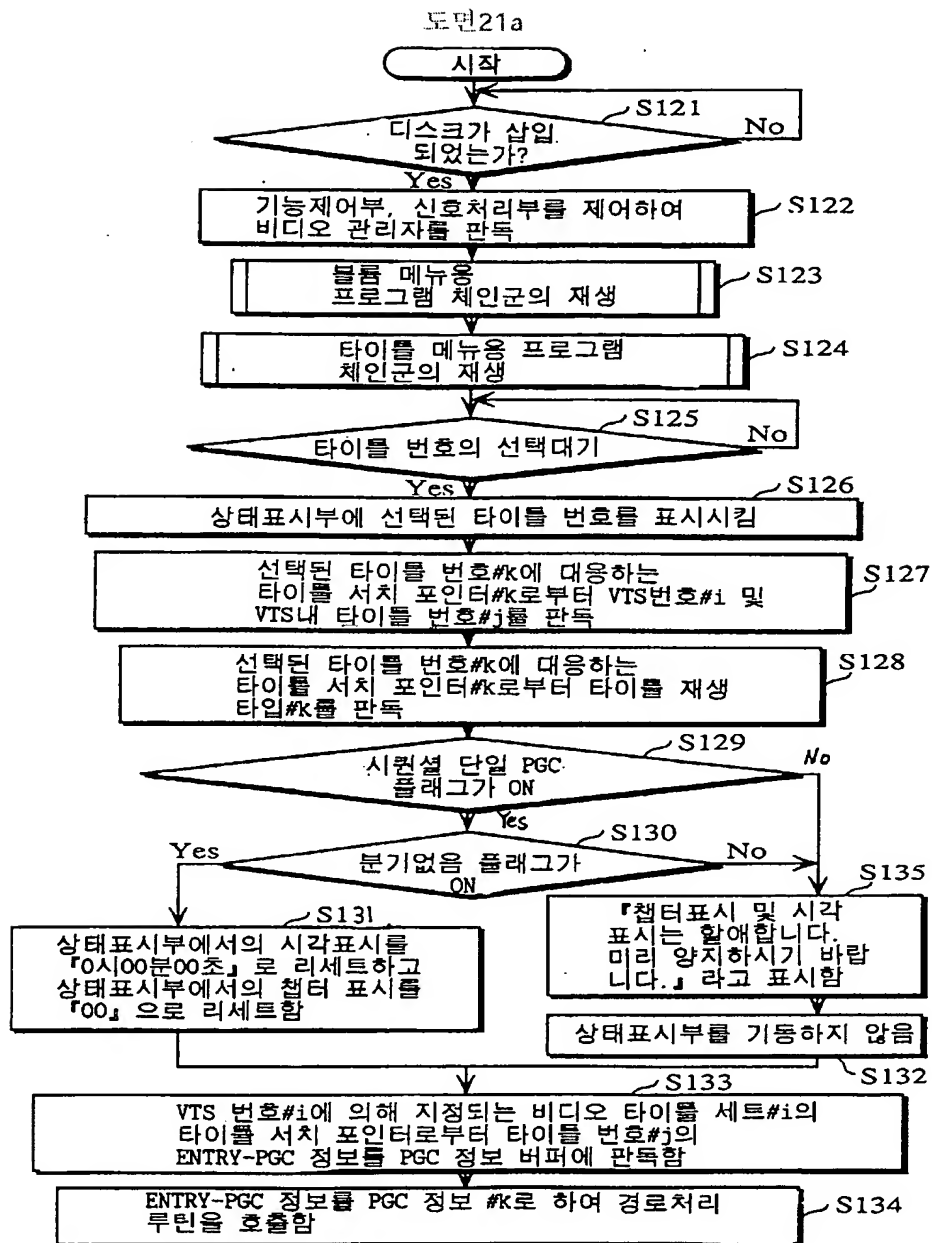 도면21a
시작
S121
디스크가 삽입
되었는가?
No
Yes
기능제어부, 신호처리부를 제어하여
비디오 관리자를 판독
S122
볼륨 메뉴용
프로그램 체인군의 재생
S123
타이틀 메뉴용 프로그램
체인군의 재생
S124
S125
타이틀 번호의 선택대기
No
Yes
S126
상태표시부에 선택된 타이틀 번호를 표시시킴
선택된 타이틀 번호#k에 대응하는
타이틀 서치 포인터#k로부터 VTS번호#i 및
VTS내 타이틀 번호#j를 판독
S127
선택된 타이틀 번호#k에 대응하는
타이틀 서치 포인터#k로부터 타이틀 재생
타입#k를 판독
S128
S129
시퀀셜 단일 PGC
플래그가 ON
No
Yes
S130
분기없음 플래그가
ON
Yes
No
S131
상태표시부에서의 시각표시를
『0시00분00초』로 리세트하고
상태표시부에서의 챕터 표시를
『00』으로 리세트함
S135
『챕터표시 및 시각
표시는 할애합니다.
미리 양지하시기 바랍
니다.』라고 표시함
상태표시부를 기동하지 않음
S132
S133
VTS 번호#i에 의해 지정되는 비디오 타이틀 세트#i의
타이틀 서치 포인터로부터 타이틀 번호#j의
ENTRY-PGC 정보를 PGC 정보 버퍼에 판독함
ENTRY-PGC 정보를 PGC 정보 #k로 하여 경로처리
루틴을 호출함
S134